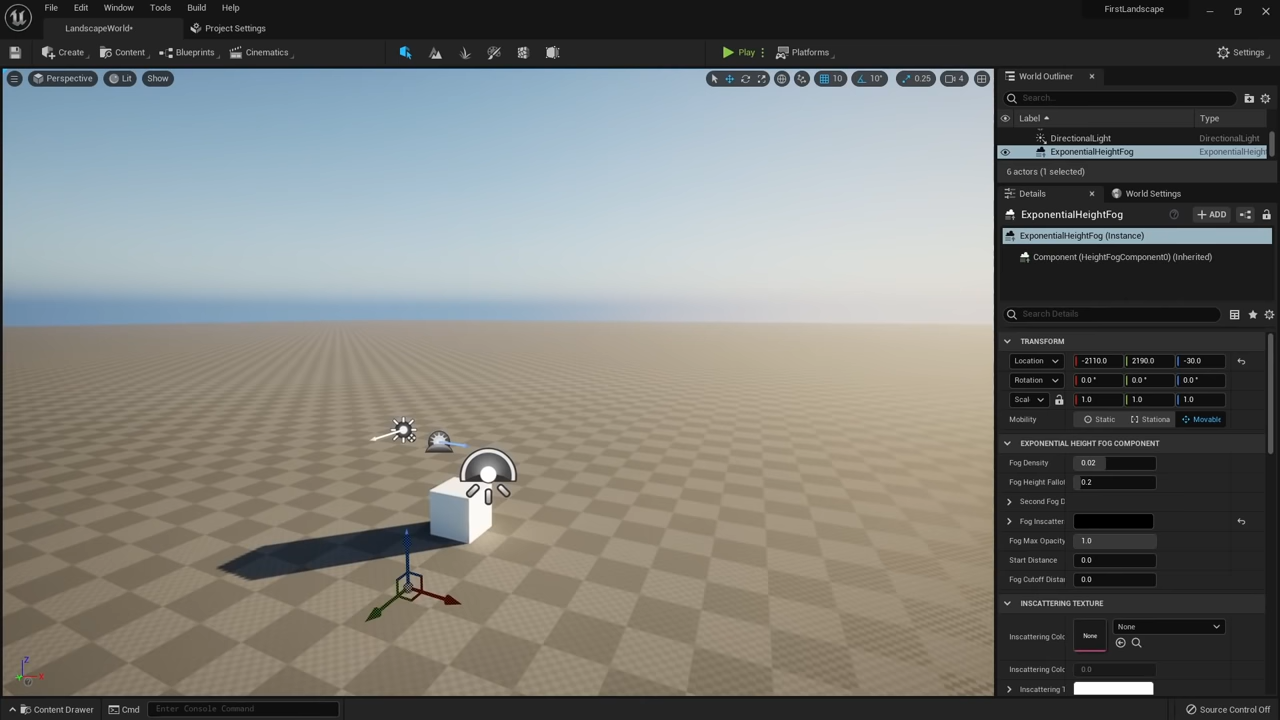 File Edit Window Tools Build Help
FirstLandscape
LandscapeWorld*
Project Settings
Create Content Blueprints Cinematics Play Platforms Settings
Perspective Lit Show 10 10° 0.25 4
World Outliner
Search...
Label Type
DirectionalLight DirectionalLight
ExponentialHeightFog ExponentialHeigh
6 actors (1 selected)
Details World Settings
ExponentialHeightFog ADD
ExponentialHeightFog (Instance)
Component (HeightFogComponent0) (Inherited)
Search Details
TRANSFORM
Location -2110.0 2190.0 -30.0
Rotation 0.0 ° 0.0 ° 0.0 °
Scal 1.0 1.0 1.0
Mobility Static Stationa Movable
EXPONENTIAL HEIGHT FOG COMPONENT
Fog Density 0.02
Fog Height Fallof 0.2
Second Fog D
Fog Inscatter
Fog Max Opacity 1.0
Start Distance 0.0
Fog Cutoff Distar 0.0
INSCATTERING TEXTURE
Inscattering Colo None None
Inscattering Colo 0.0
Inscattering T
Z
X
Content Drawer Cmd Enter Console Command Source Control Off